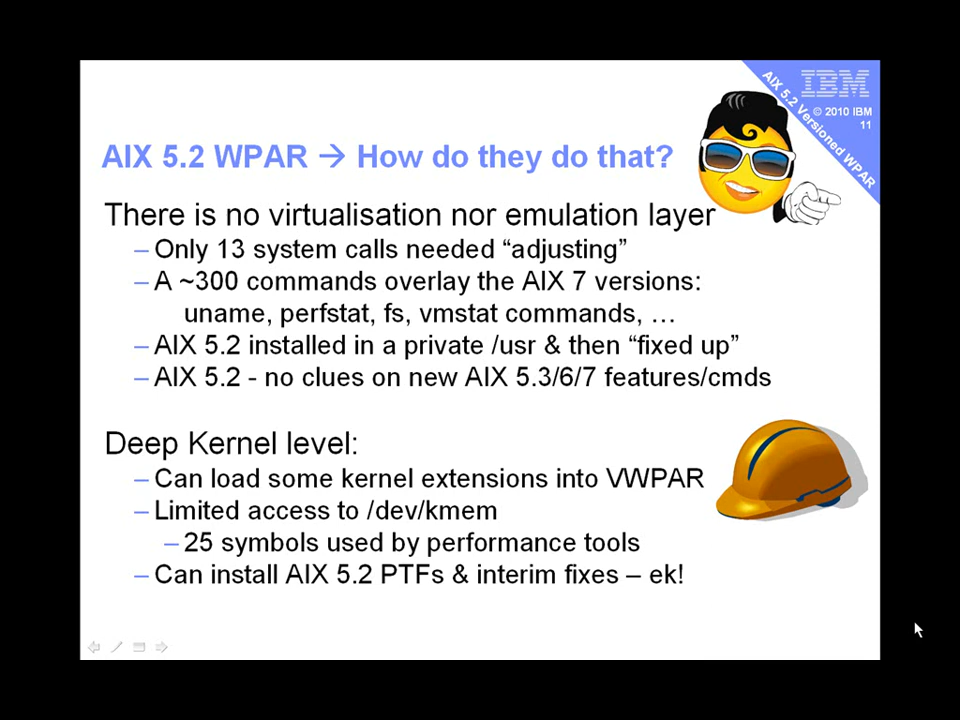 IBM
© 2010 IBM
11
AIX 5.2 Versioned WPAR
AIX 5.2 WPAR → How do they do that?
There is no virtualisation nor emulation layer
– Only 13 system calls needed “adjusting”
– A ~300 commands overlay the AIX 7 versions:
uname, perfstat, fs, vmstat commands, …
– AIX 5.2 installed in a private /usr & then “fixed up”
– AIX 5.2 - no clues on new AIX 5.3/6/7 features/cmds
Deep Kernel level:
– Can load some kernel extensions into VWPAR
– Limited access to /dev/kmem
– 25 symbols used by performance tools
– Can install AIX 5.2 PTFs & interim fixes – ek!